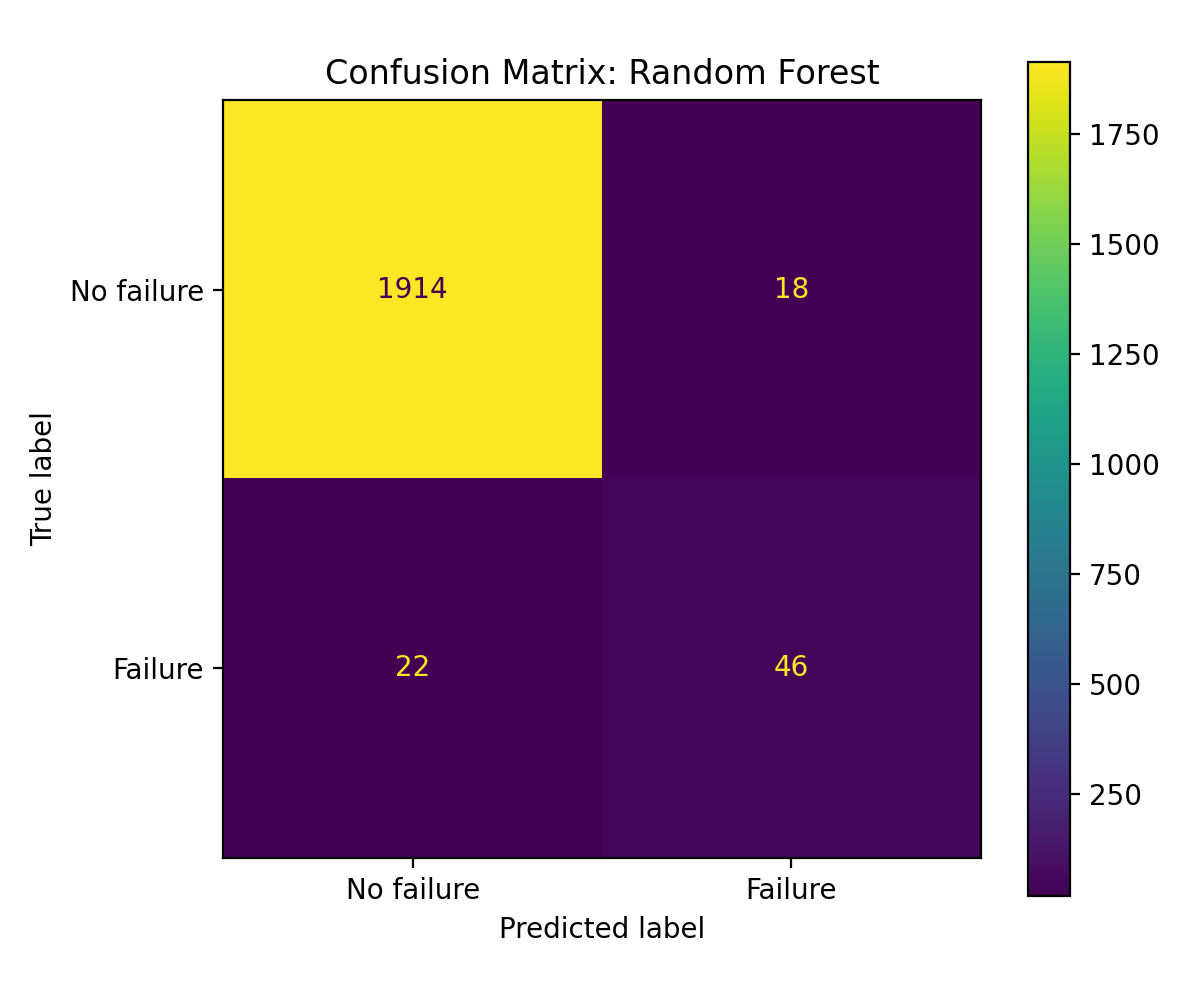 Confusion Matrix: Random Forest
1750
1500
1250
1000
750
500
250
True label
No failure
1914
18
Failure
22
46
No failure
Failure
Predicted label